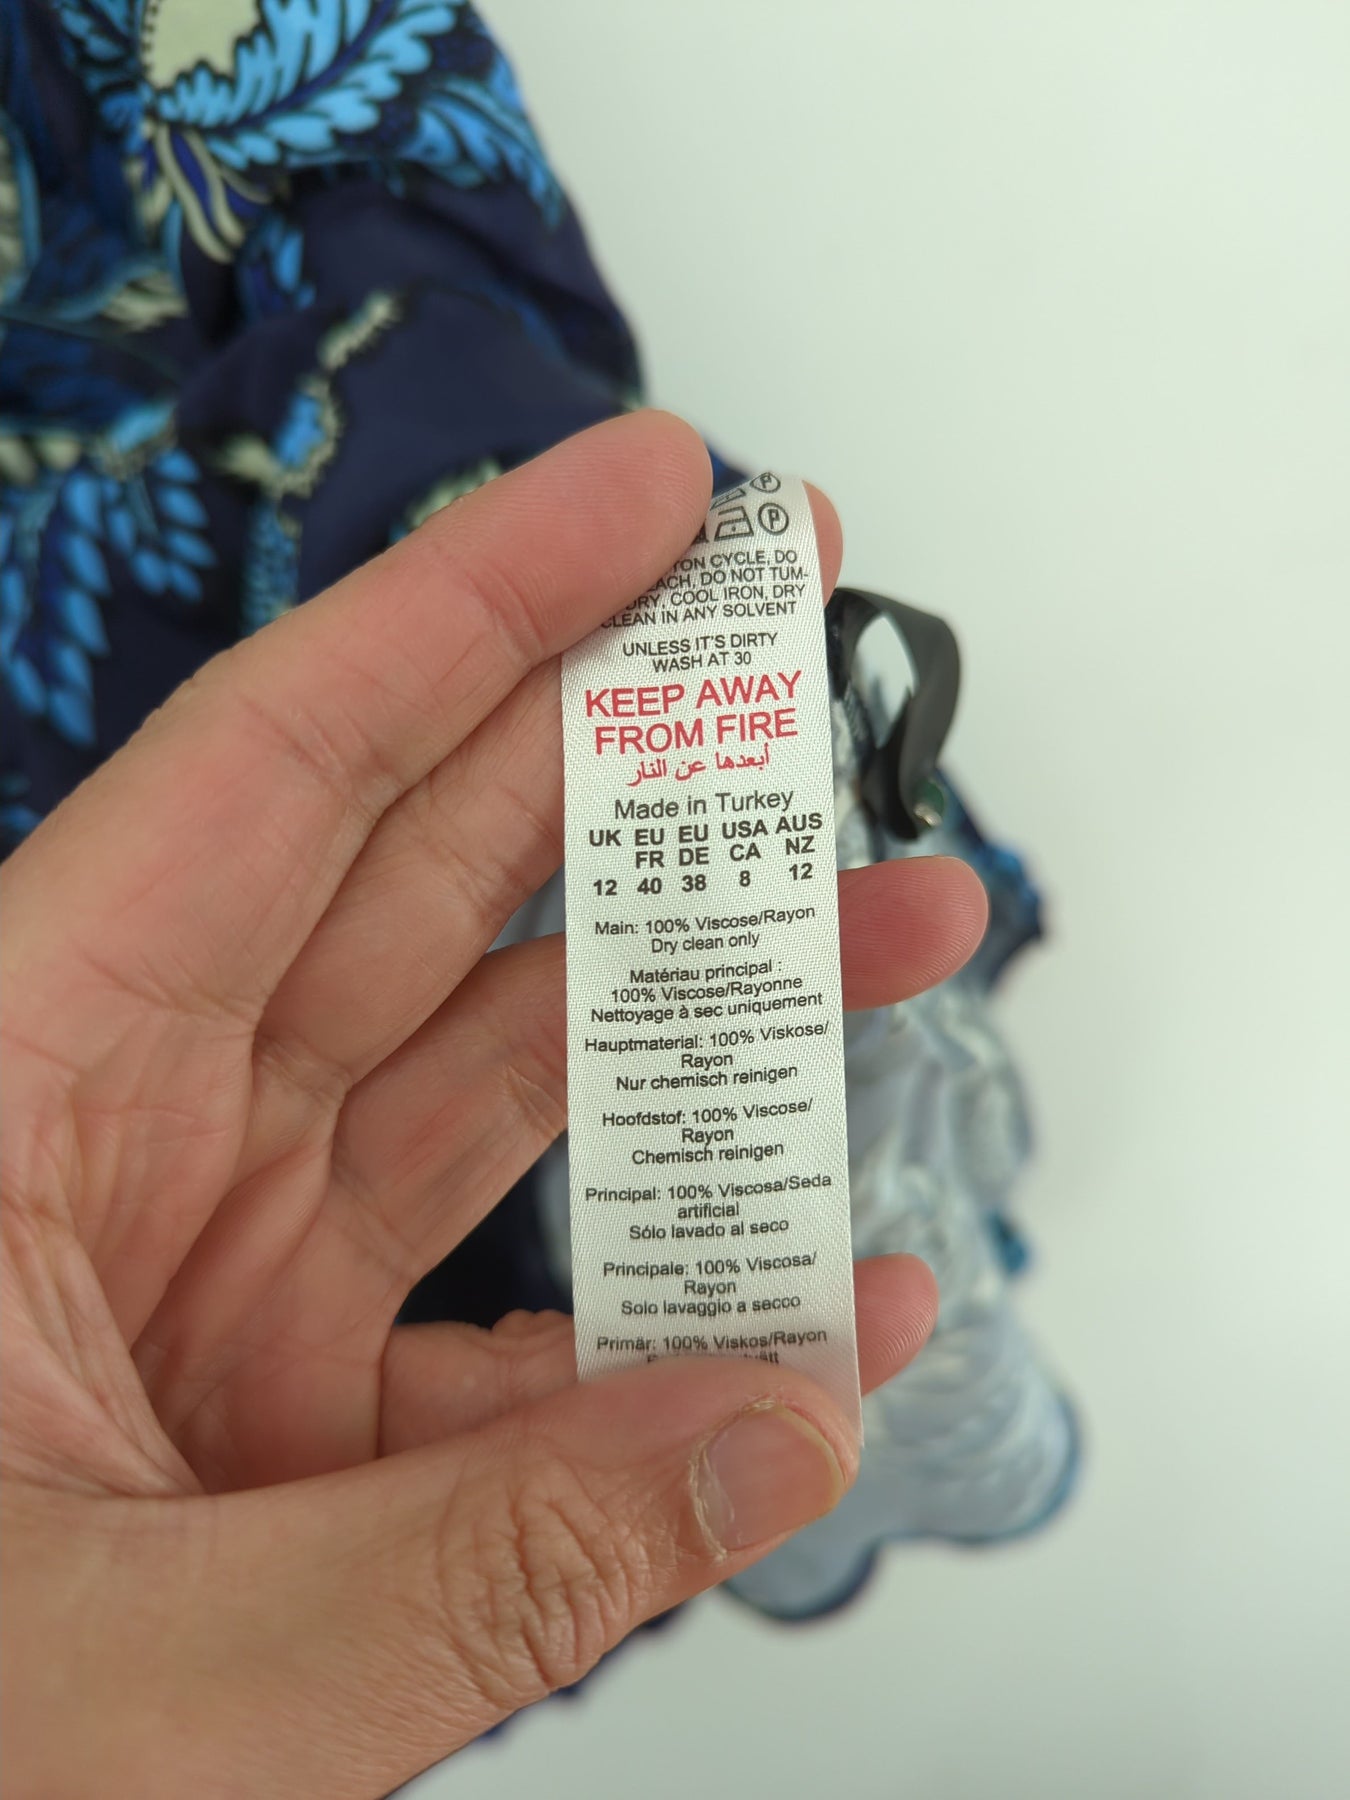 P
P
TON CYCLE, DO
ACH, DO NOT TUM-
DRY, COOL IRON, DRY
CLEAN IN ANY SOLVENT
UNLESS IT'S DIRTY
WASH AT 30
KEEP AWAY
FROM FIRE
أبعدها عن النار
Made in Turkey
UK EU EU USA AUS
FR DE CA NZ
12 40 38 8 12
Main: 100% Viscose/Rayon
Dry clean only
Matériau principal :
100% Viscose/Rayonne
Nettoyage à sec uniquement
Hauptmaterial: 100% Viskose/
Rayon
Nur chemisch reinigen
Hoofdstof: 100% Viscose/
Rayon
Chemisch reinigen
Principal: 100% Viscosa/Seda
artificial
Sólo lavado al seco
Principale: 100% Viscosa/
Rayon
Solo lavaggio a secco
Primär: 100% Viskos/Rayon